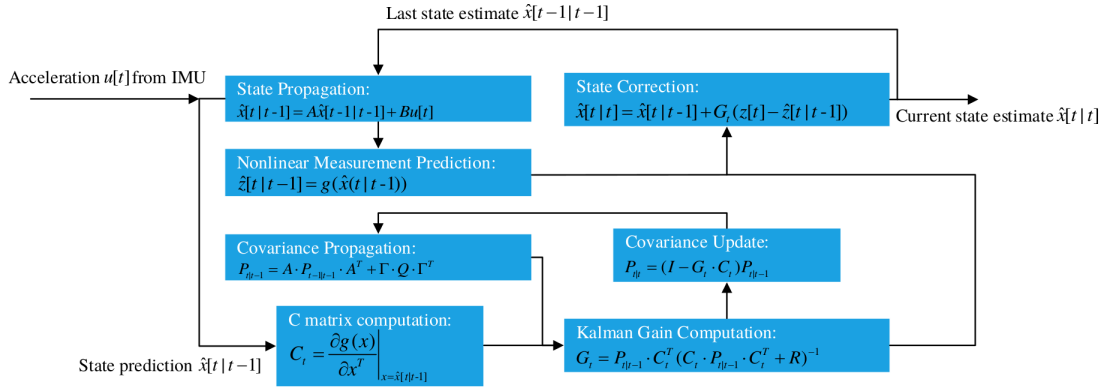 Last state estimate x̂[t−1|t−1]
Acceleration u[t] from IMU
State Propagation:
x̂[t|t-1]=Ax̂[t-1|t-1]+Bu[t]
State Correction:
x̂[t|t]=x̂[t|t-1]+G_t(z[t]−ẑ[t|t-1])
Current state estimate x̂[t|t]
Nonlinear Measurement Prediction:
ẑ[t|t−1]=g(x̂(t|t-1))
Covariance Propagation:
P_{t|t−1}=A·P_{t−1|t−1}·A^T+Γ·Q·Γ^T
Covariance Update:
P_{t|t}=(I−G_t·C_t)P_{t|t−1}
C matrix computation:
C_t=∂g(x)/∂x^T|_{x=x̂[t|t-1]}
Kalman Gain Computation:
G_t=P_{t|t−1}·C_t^T(C_t·P_{t|t−1}·C_t^T+R)^{−1}
State prediction x̂[t|t−1]